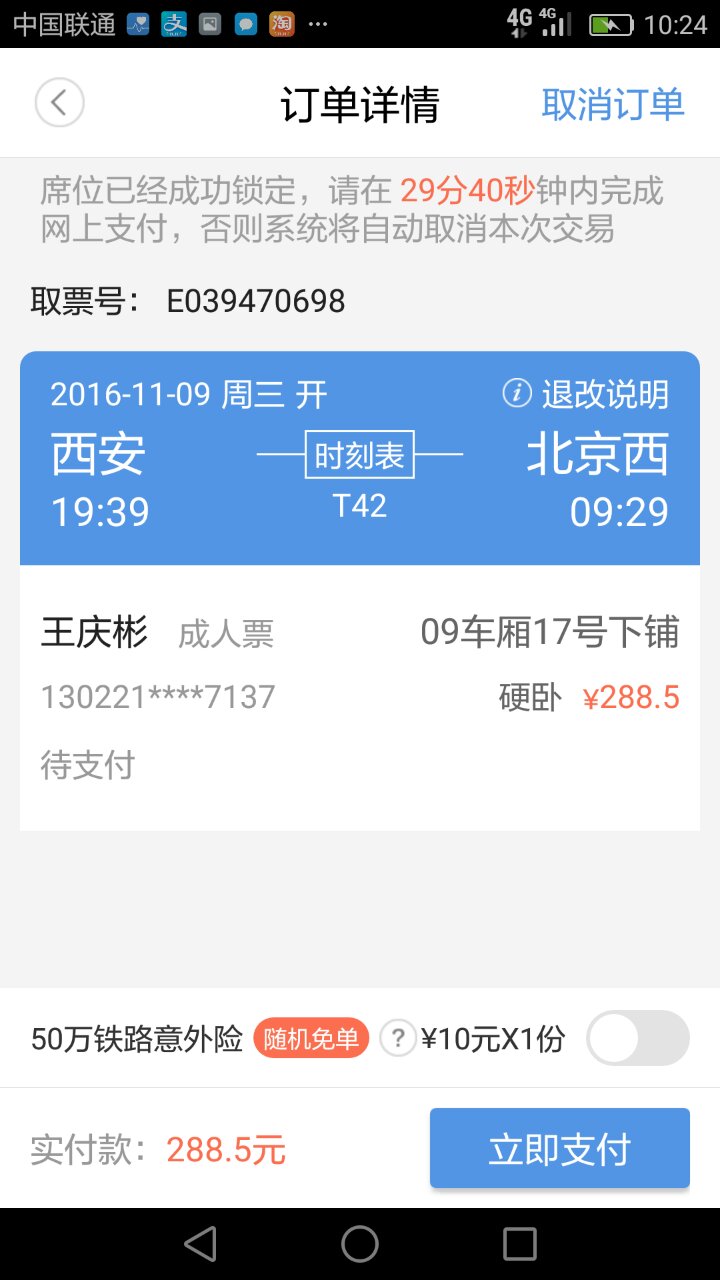 中国联通 淘 ··· 4G 4G 10:24
订单详情 取消订单
席位已经成功锁定，请在 29分40秒钟内完成
网上支付，否则系统将自动取消本次交易
取票号： E039470698
2016-11-09 周三 开 i 退改说明
西安 时刻表 北京西
19:39 T42 09:29
王庆彬 成人票 09车厢17号下铺
130221****7137 硬卧 ¥288.5
待支付
50万铁路意外险 随机免单 ? ¥10元X1份
实付款： 288.5元 立即支付